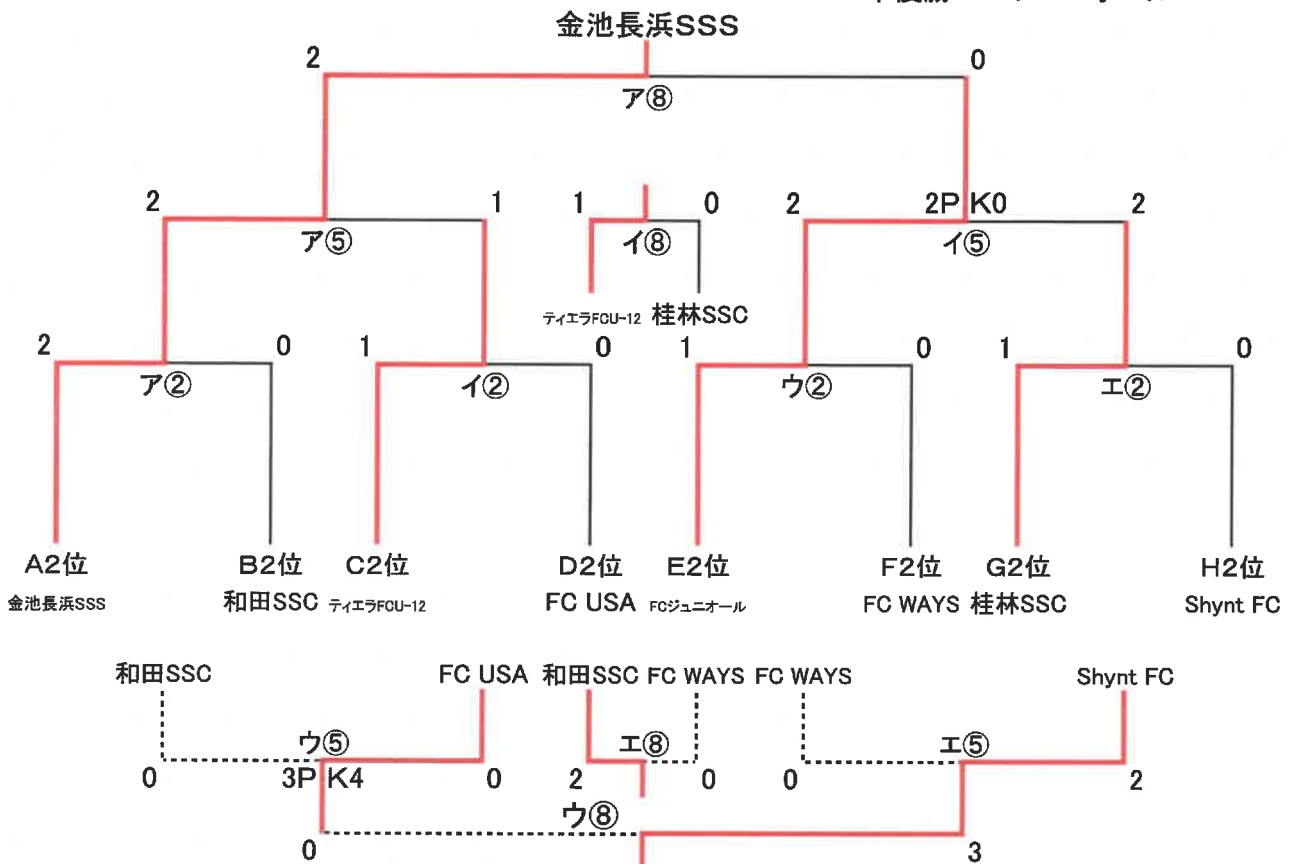 金池長浜SSS
2 0
ア⑧
2 1 1 0 2 2P K0 2
ア⑤ イ⑧ イ⑤
ティエラFCU-12 桂林SSC
2 0 1 0 1 0 1 0
ア② イ② ウ② エ②
A2位 B2位 C2位 D2位 E2位 F2位 G2位 H2位
金池長浜SSS 和田SSC ティエラFCU-12 FC USA FCジュニオール FC WAYS 桂林SSC Shynt FC
和田SSC FC USA 和田SSC FC WAYS FC WAYS Shynt FC
ウ⑤ エ⑧ エ⑤
0 3P K4 0 2 0 0 2
ウ⑧
0 3